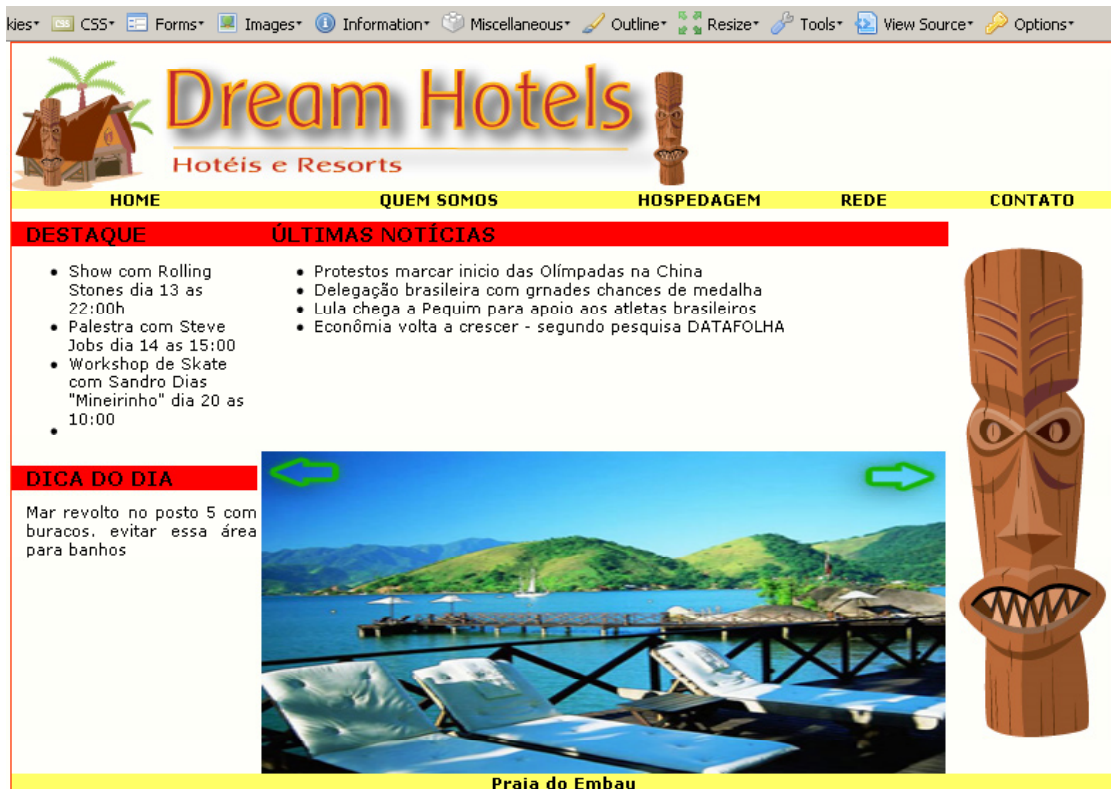 kies CSS Forms Images Information Miscellaneous Outline Resize Tools View Source Options
Dream Hotels
Hotéis e Resorts
HOME QUEM SOMOS HOSPEDAGEM REDE CONTATO
DESTAQUE
Show com Rolling
Stones dia 13 as
22:00h
Palestra com Steve
Jobs dia 14 as 15:00
Workshop de Skate
com Sandro Dias
"Mineirinho" dia 20 as
10:00
ÚLTIMAS NOTÍCIAS
Protestos marcar inicio das Olímpadas na China
Delegação brasileira com grnades chances de medalha
Lula chega a Pequim para apoio aos atletas brasileiros
Econômia volta a crescer - segundo pesquisa DATAFOLHA
DICA DO DIA
Mar revolto no posto 5 com
buracos, evitar essa área
para banhos
Praia do Embau